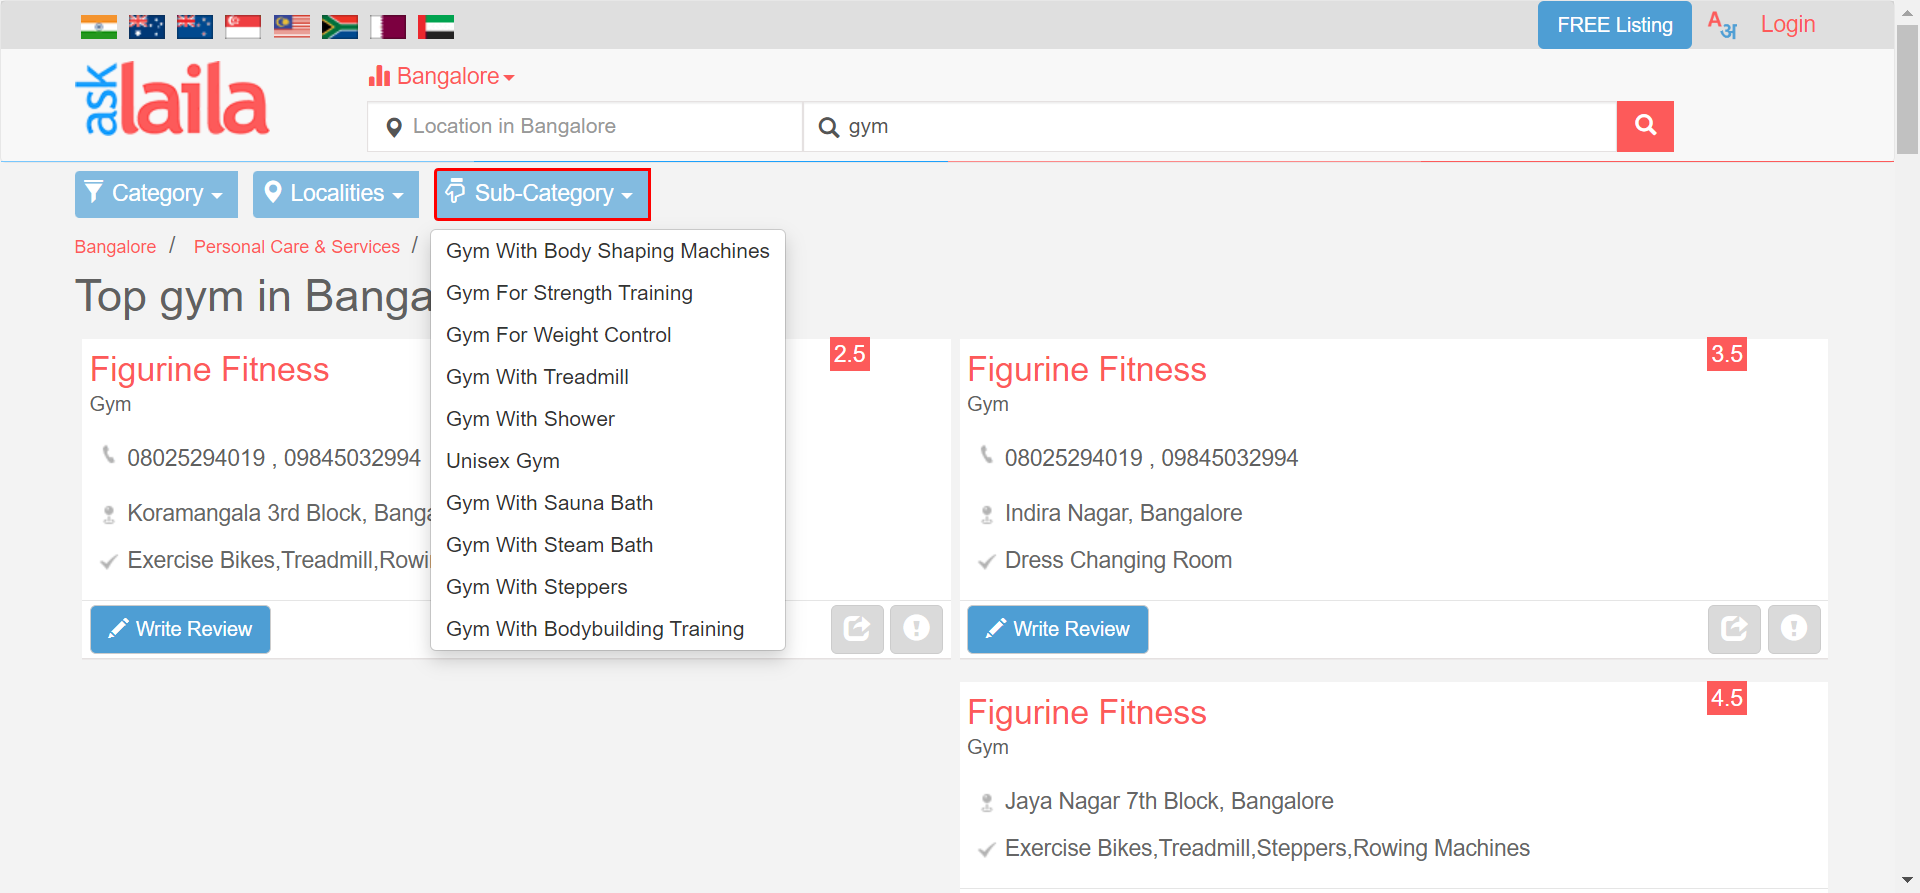 FREE Listing
Aअ
Login
ask laila
Bangalore
Location in Bangalore
gym
Category
Localities
Sub-Category
Bangalore / Personal Care & Services /
Top gym in Banga
Gym With Body Shaping Machines
Gym For Strength Training
Gym For Weight Control
Gym With Treadmill
Gym With Shower
Unisex Gym
Gym With Sauna Bath
Gym With Steam Bath
Gym With Steppers
Gym With Bodybuilding Training
Figurine Fitness
2.5
Gym
08025294019 , 09845032994
Koramangala 3rd Block, Banga
Exercise Bikes,Treadmill,Rowi
Write Review
Figurine Fitness
3.5
Gym
08025294019 , 09845032994
Indira Nagar, Bangalore
Dress Changing Room
Write Review
Figurine Fitness
4.5
Gym
Jaya Nagar 7th Block, Bangalore
Exercise Bikes,Treadmill,Steppers,Rowing Machines